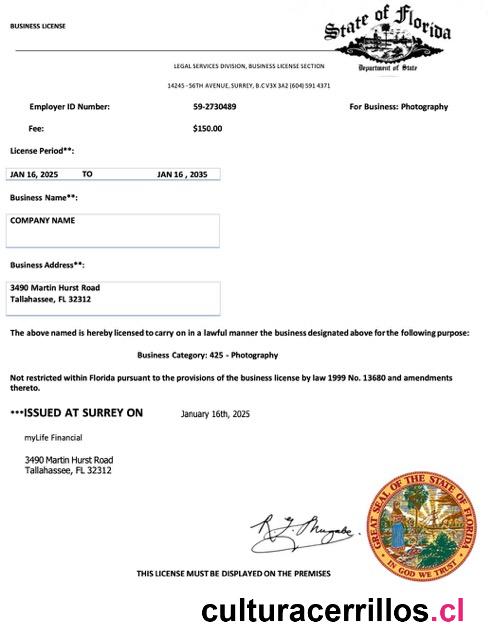 BUSINESS LICENSE
State of Florida
Department of State
LEGAL SERVICES DIVISION, BUSINESS LICENSE SECTION
14245 - 56TH AVENUE, SURREY, B.C V3X 3A2 (604) 591 4371
Employer ID Number: 59-2730489 For Business: Photography
Fee: $150.00
License Period**:
JAN 16, 2025 TO JAN 16 , 2035
Business Name**:
COMPANY NAME
Business Address**:
3490 Martin Hurst Road
Tallahassee, FL 32312
The above named is hereby licensed to carry on in a lawful manner the business designated above for the following purpose:
Business Category: 425 - Photography
Not restricted within Florida pursuant to the provisions of the business license by law 1999 No. 13680 and amendments
thereto.
***ISSUED AT SURREY ON January 16th, 2025
myLife Financial
3490 Martin Hurst Road
Tallahassee, FL 32312
R G Mugabe.
GREAT SEAL OF THE STATE OF FLORIDA
IN GOD WE TRUST
THIS LICENSE MUST BE DISPLAYED ON THE PREMISES
culturacerrillos.cl